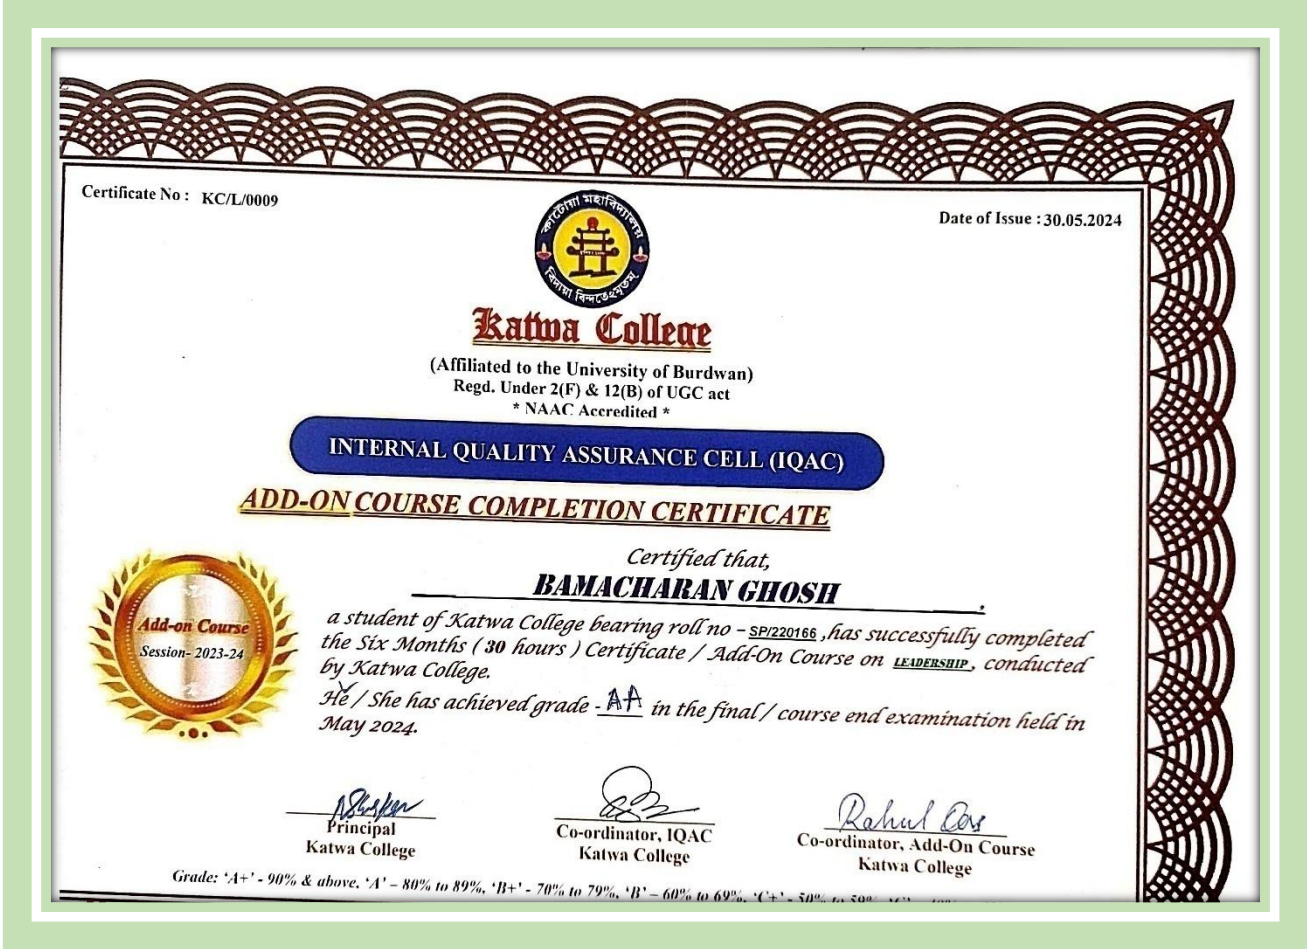 Certificate No : KC/L/0009
Date of Issue : 30.05.2024
কাটোয়া মহাবিদ্যালয়
Katwa College
(Affiliated to the University of Burdwan)
Regd. Under 2(F) & 12(B) of UGC act
* NAAC Accredited *
INTERNAL QUALITY ASSURANCE CELL (IQAC)
ADD-ON COURSE COMPLETION CERTIFICATE
Add-on Course
Session- 2023-24
Certified that,
BAMACHARAN GHOSH.
a student of Katwa College bearing roll no – SP/220166 , has successfully completed
the Six Months ( 30 hours ) Certificate / Add-On Course on LEADERSHIP, conducted
by Katwa College.
He / She has achieved grade - AA in the final / course end examination held in
May 2024.
Principal
Katwa College
Co-ordinator, IQAC
Katwa College
Rahul Das
Co-ordinator, Add-On Course
Katwa College
Grade: 'A+' - 90% & above, 'A' – 80% to 89%, 'B+' - 70% to 79%, 'B' – 60% to 69%, 'C+' - 50% to 59%